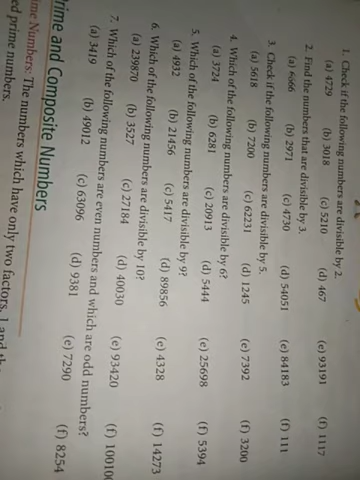 1. Check if the following numbers are divisible by 2.
(a) 4729 (b) 3018 (c) 5210 (d) 467 (e) 93191 (f) 1117
2. Find the numbers that are divisible by 3.
(a) 6666 (b) 2971 (c) 4730 (d) 54051 (e) 84183 (f) 111
3. Check if the following numbers are divisible by 5.
(a) 5618 (b) 7200 (c) 62231 (d) 1245 (e) 7392 (f) 3200
4. Which of the following numbers are divisible by 6?
(a) 3724 (b) 6281 (c) 20913 (d) 5444 (e) 25698 (f) 5394
5. Which of the following numbers are divisible by 9?
(a) 4932 (b) 21456 (c) 5417 (d) 89856 (e) 4328 (f) 14273
6. Which of the following numbers are divisible by 10?
(a) 239870 (b) 3527 (c) 27184 (d) 40030 (e) 93420 (f) 10010
7. Which of the following numbers are even numbers and which are odd numbers?
(a) 3419 (b) 49012 (c) 63096 (d) 9381 (e) 7290 (f) 8254
rime and Composite Numbers
ime Numbers: The numbers which have only two factors, 1 and
ed prime numbers.